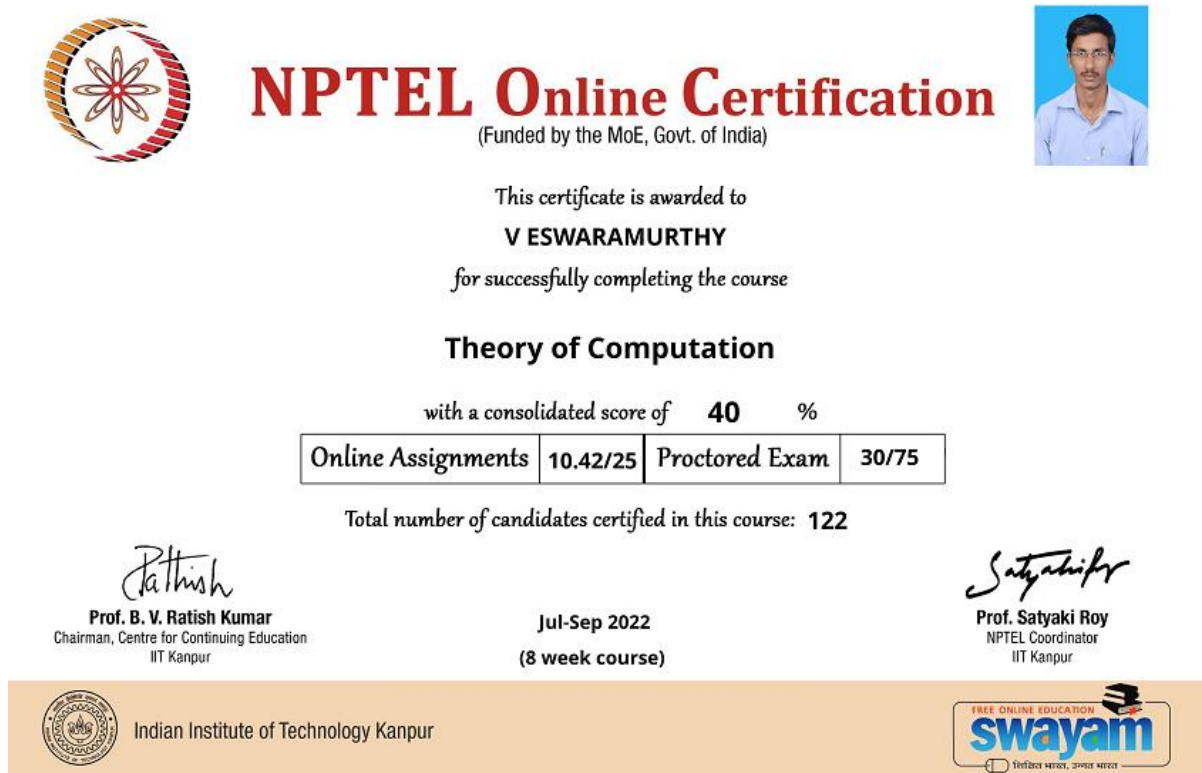 NPTEL Online Certification
(Funded by the MoE, Govt. of India)
This certificate is awarded to
V ESWARAMURTHY
for successfully completing the course
Theory of Computation
with a consolidated score of 40 %
Online Assignments 10.42/25 Proctored Exam 30/75
Total number of candidates certified in this course: 122
Prof. B. V. Ratish Kumar
Chairman, Centre for Continuing Education
IIT Kanpur
Jul-Sep 2022
(8 week course)
Prof. Satyaki Roy
NPTEL Coordinator
IIT Kanpur
Indian Institute of Technology Kanpur
FREE ONLINE EDUCATION
swayam
शिक्षित भारत, उन्नत भारत